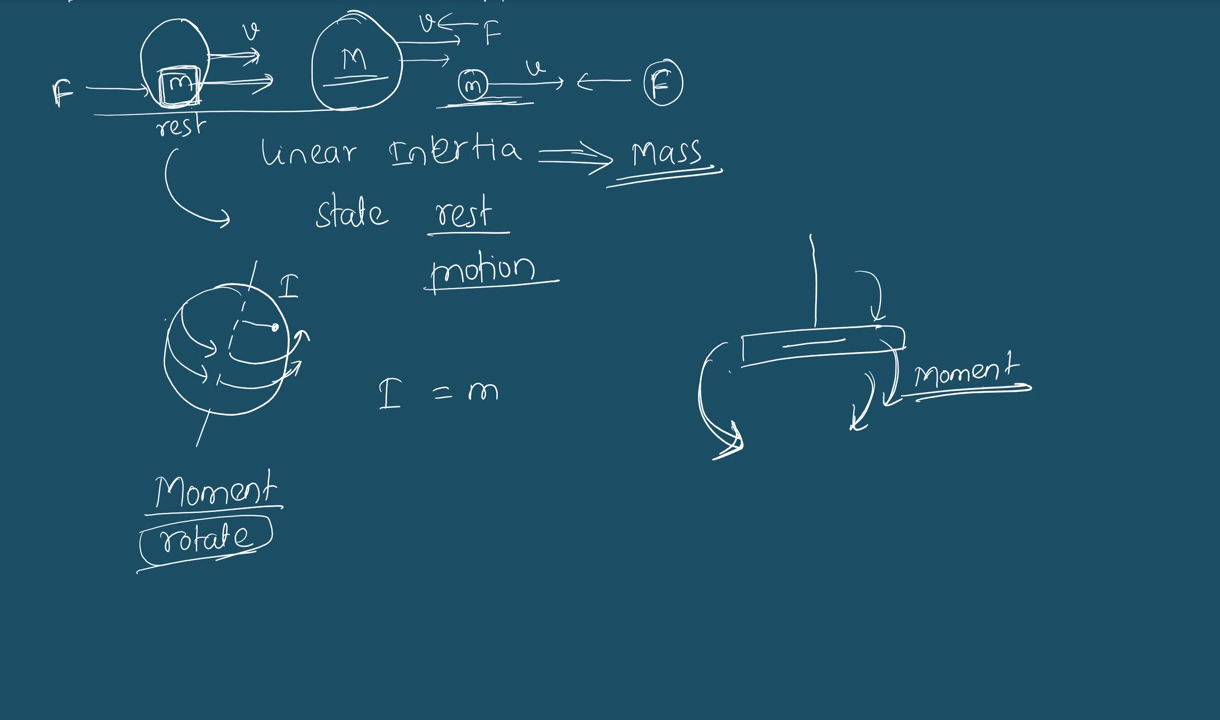 v
F
m
rest
M
v
F
m
v
F
linear Inertia ⟹ Mass
state rest
motion
I
I = m
Moment
Moment
rotate